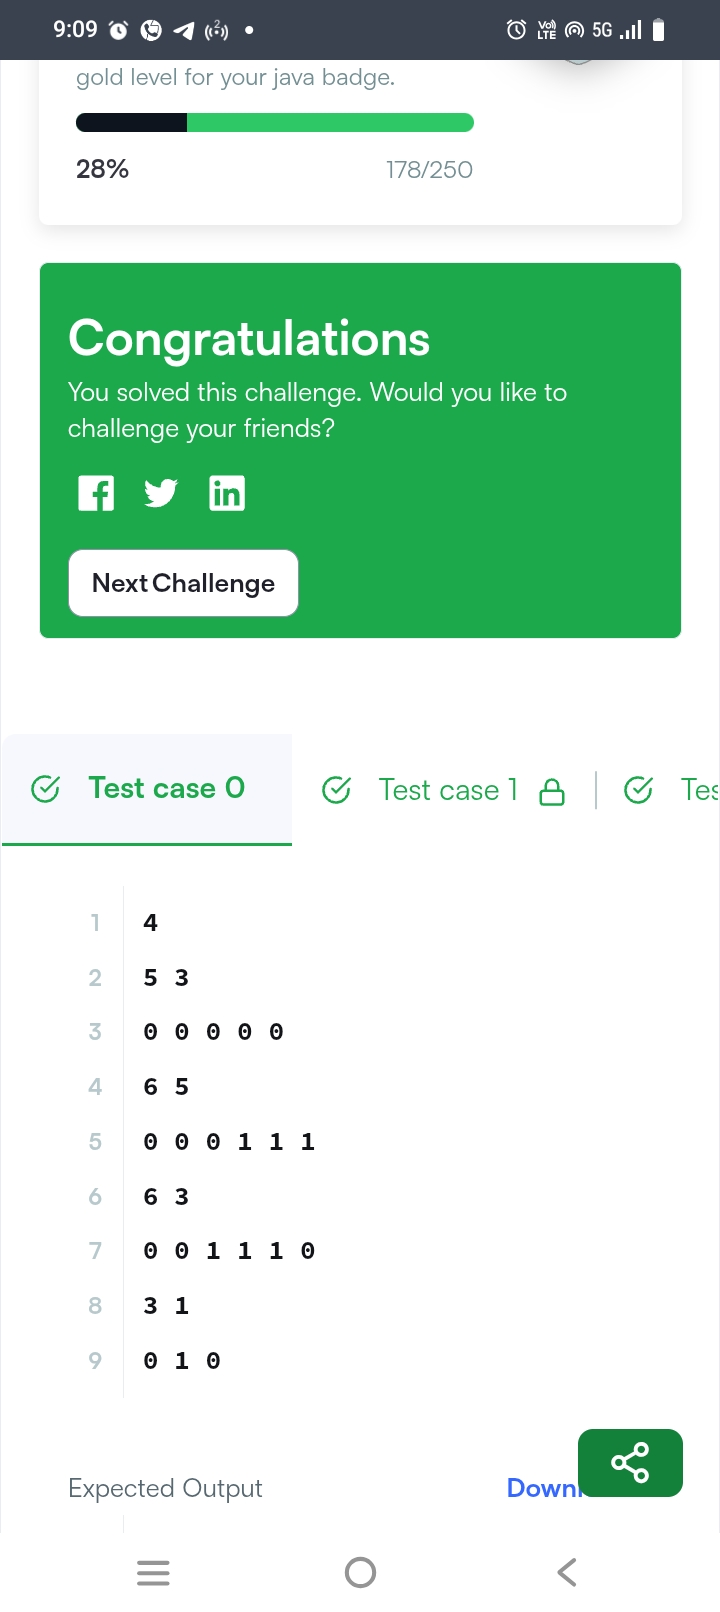 9:09 2 Vo) LTE 5G
gold level for your java badge.
28% 178/250
Congratulations
You solved this challenge. Would you like to
challenge your friends?
Next Challenge
Test case 0 Test case 1 Tes
1 4
2 5 3
3 0 0 0 0 0
4 6 5
5 0 0 0 1 1 1
6 6 3
7 0 0 1 1 1 0
8 3 1
9 0 1 0
Expected Output Downl